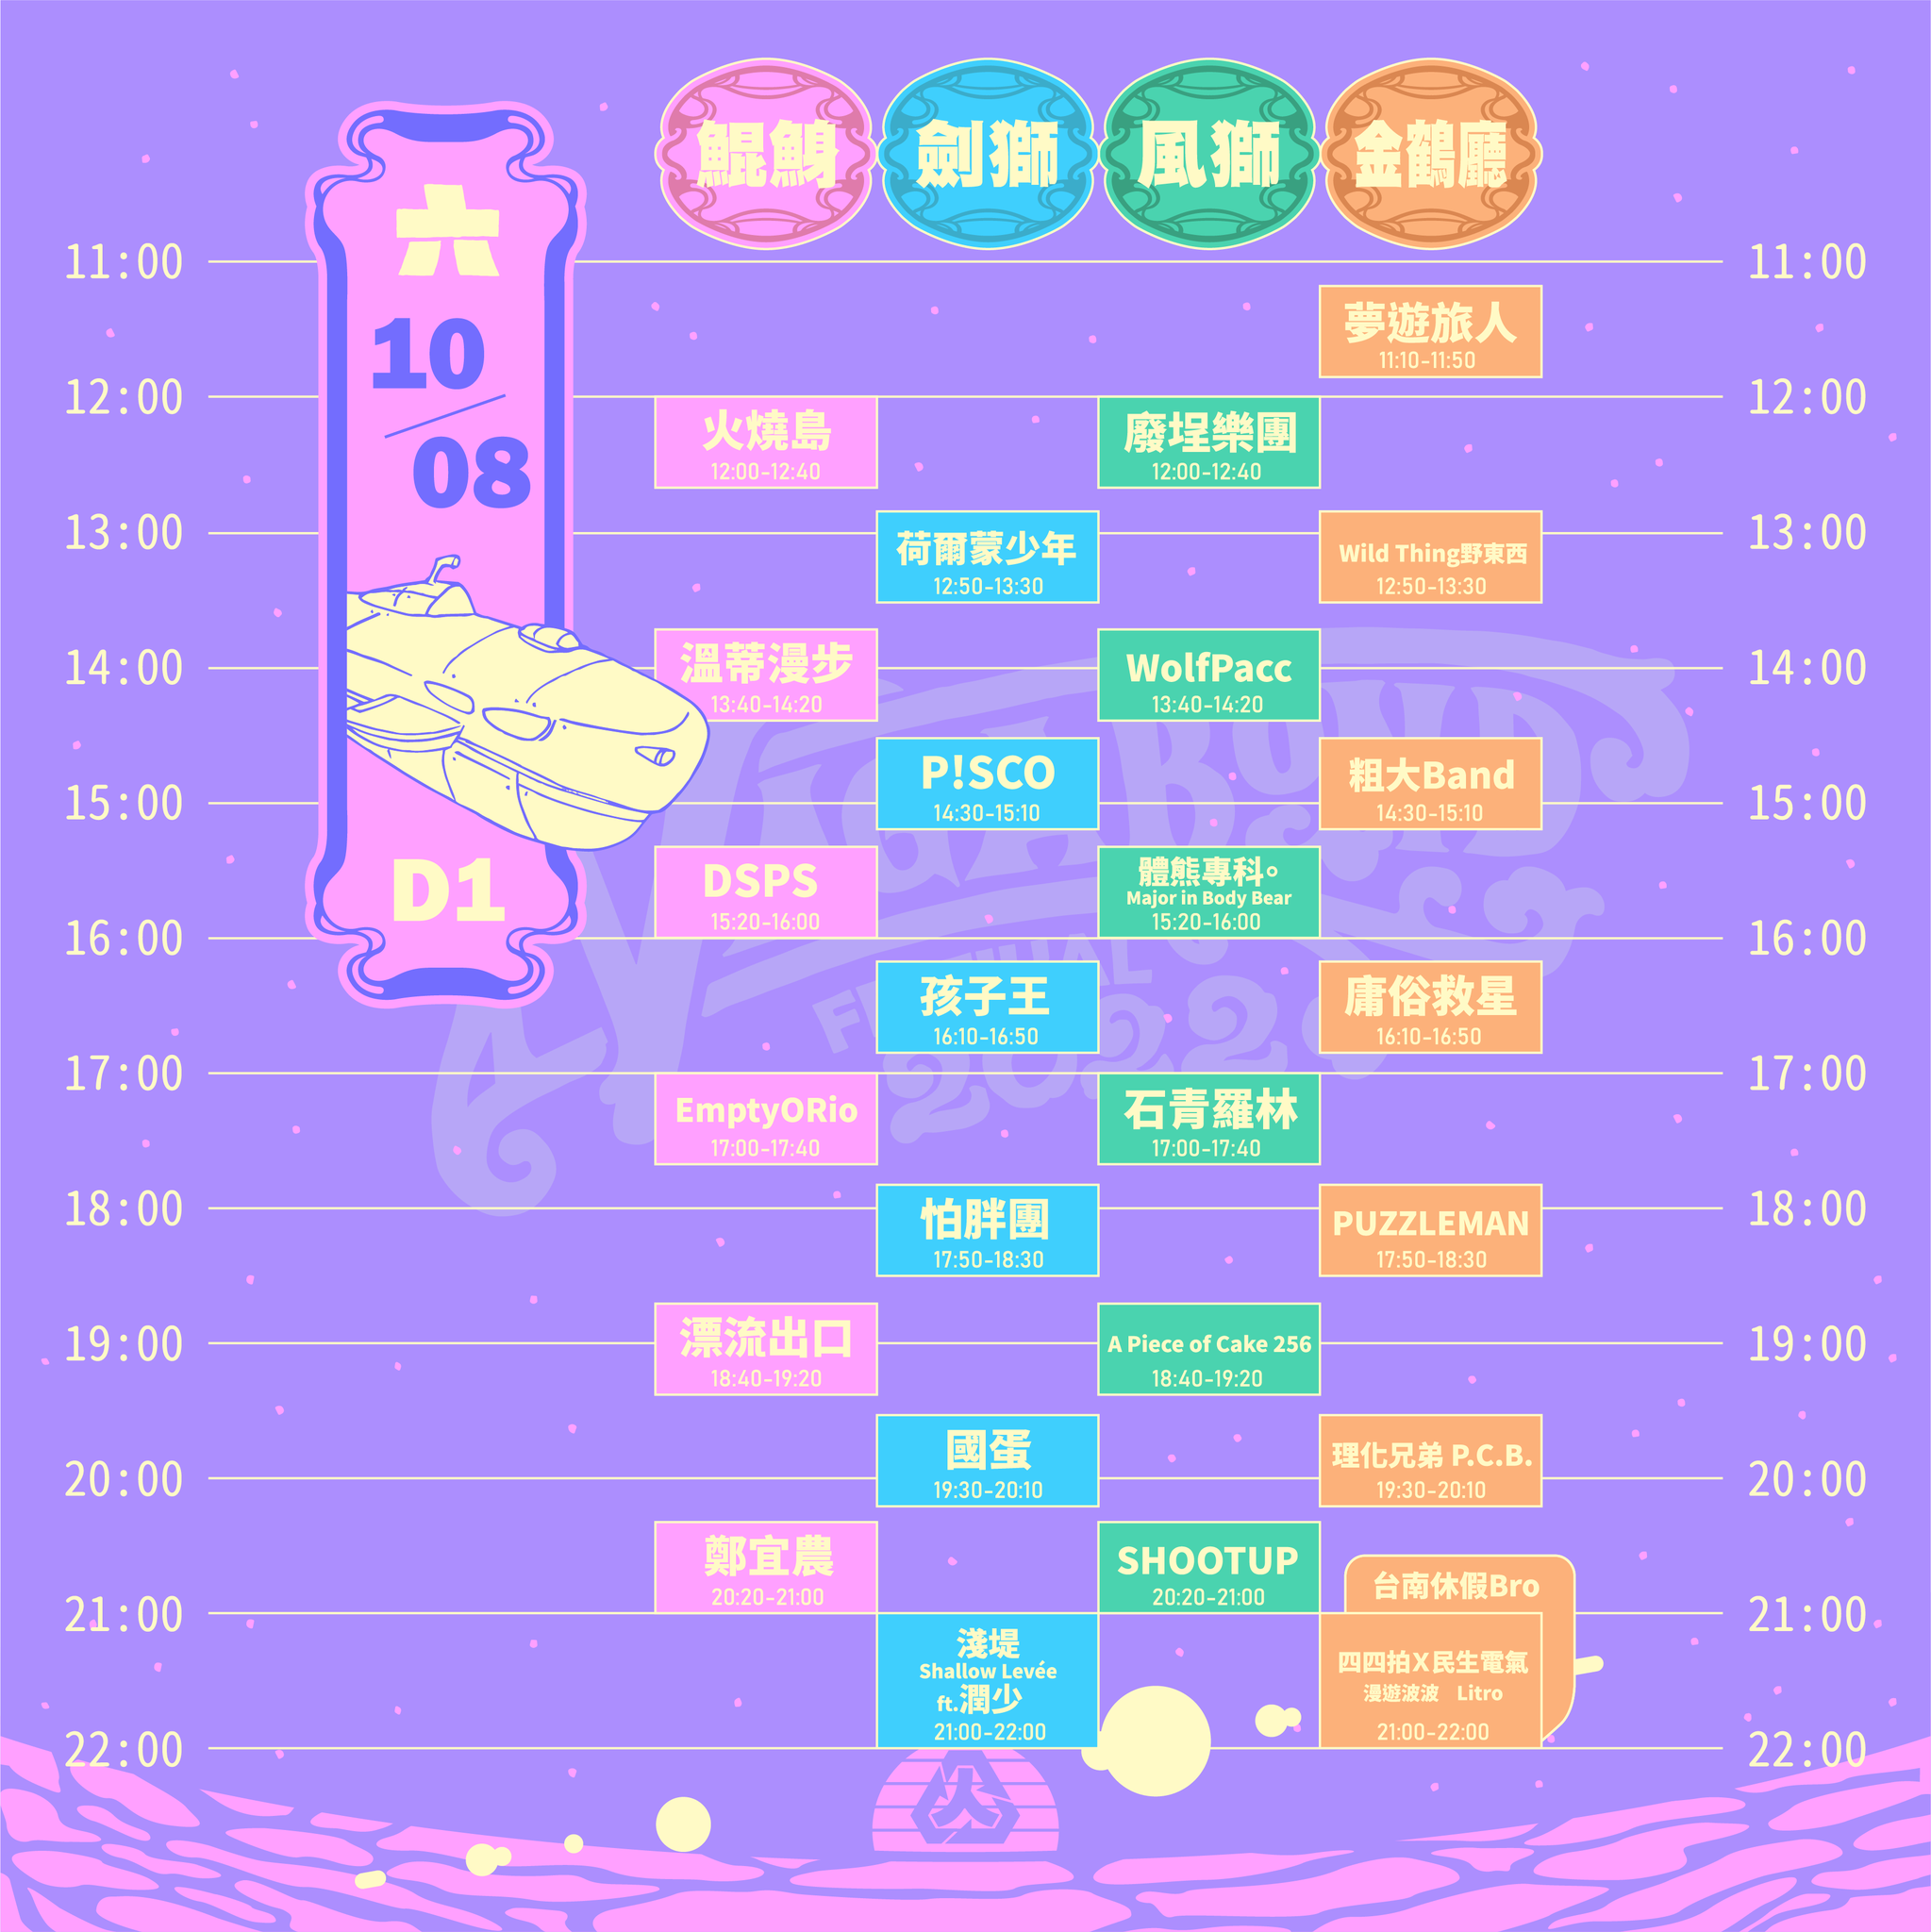 鯤鯓 劍獅 風獅 金鶴廳
六
10
08
D1
11:00 11:00
夢遊旅人
11:10-11:50
12:00 12:00
火燒島 廢埕樂團
12:00-12:40 12:00-12:40
13:00 13:00
荷爾蒙少年 Wild Thing野東西
12:50-13:30 12:50-13:30
14:00 14:00
溫蒂漫步 WolfPacc
13:40-14:20 13:40-14:20
P!SCO 粗大Band
15:00 15:00
14:30-15:10 14:30-15:10
DSPS 體熊專科。
Major in Body Bear
15:20-16:00 15:20-16:00
16:00 16:00
孩子王 庸俗救星
16:10-16:50 16:10-16:50
VAGABOND
FESTIVAL
2022
17:00 17:00
EmptyORio 石青羅林
17:00-17:40 17:00-17:40
18:00 18:00
怕胖團 PUZZLEMAN
17:50-18:30 17:50-18:30
19:00 19:00
漂流出口 A Piece of Cake 256
18:40-19:20 18:40-19:20
國蛋 理化兄弟 P.C.B.
20:00 20:00
19:30-20:10 19:30-20:10
鄭宜農 SHOOTUP
20:20-21:00 20:20-21:00
台南休假Bro
21:00 21:00
淺堤
Shallow Levée
ft.潤少
21:00-22:00
四四拍X民生電氣
漫遊波波 Litro
21:00-22:00
22:00 22:00
火